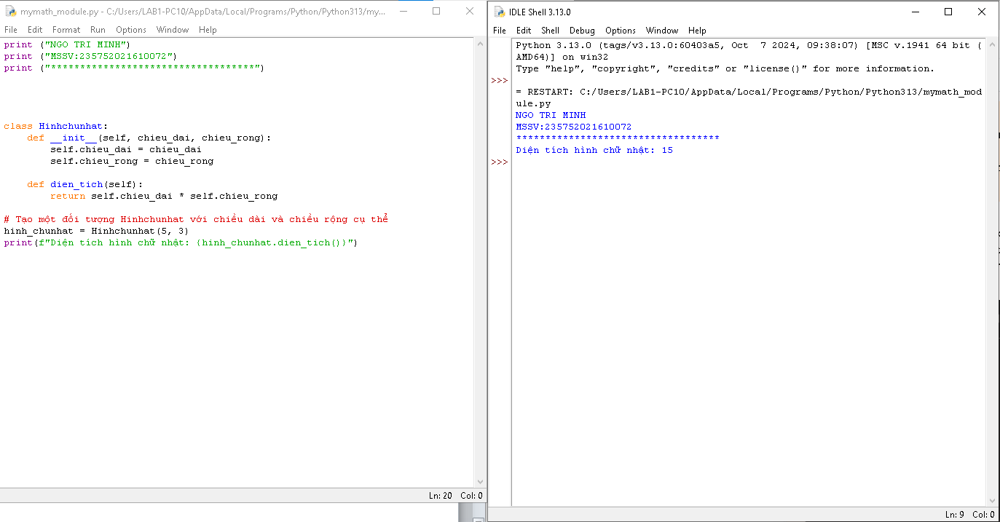 mymath_module.py - C:/Users/LAB1-PC10/AppData/Local/Programs/Python/Python313/my...
File Edit Format Run Options Window Help
print ("NGO TRI MINH")
print ("MSSV:235752021610072")
print ("***********************************")
class Hinhchunhat:
    def __init__(self, chieu_dai, chieu_rong):
        self.chieu_dai = chieu_dai
        self.chieu_rong = chieu_rong
    def dien_tich(self):
        return self.chieu_dai * self.chieu_rong
# Tạo một đối tượng Hinhchunhat với chiều dài và chiều rộng cụ thể
hinh_chunhat = Hinhchunhat(5, 3)
print(f"Diện tích hình chữ nhật: {hinh_chunhat.dien_tich()}")
Ln: 20 Col: 0
IDLE Shell 3.13.0
File Edit Shell Debug Options Window Help
Python 3.13.0 (tags/v3.13.0:60403a5, Oct  7 2024, 09:38:07) [MSC v.1941 64 bit (
AMD64)] on win32
Type "help", "copyright", "credits" or "license()" for more information.
>>>
= RESTART: C:/Users/LAB1-PC10/AppData/Local/Programs/Python/Python313/mymath_mod
ule.py
NGO TRI MINH
MSSV:235752021610072
***********************************
Diện tích hình chữ nhật: 15
>>>
Ln: 9 Col: 0